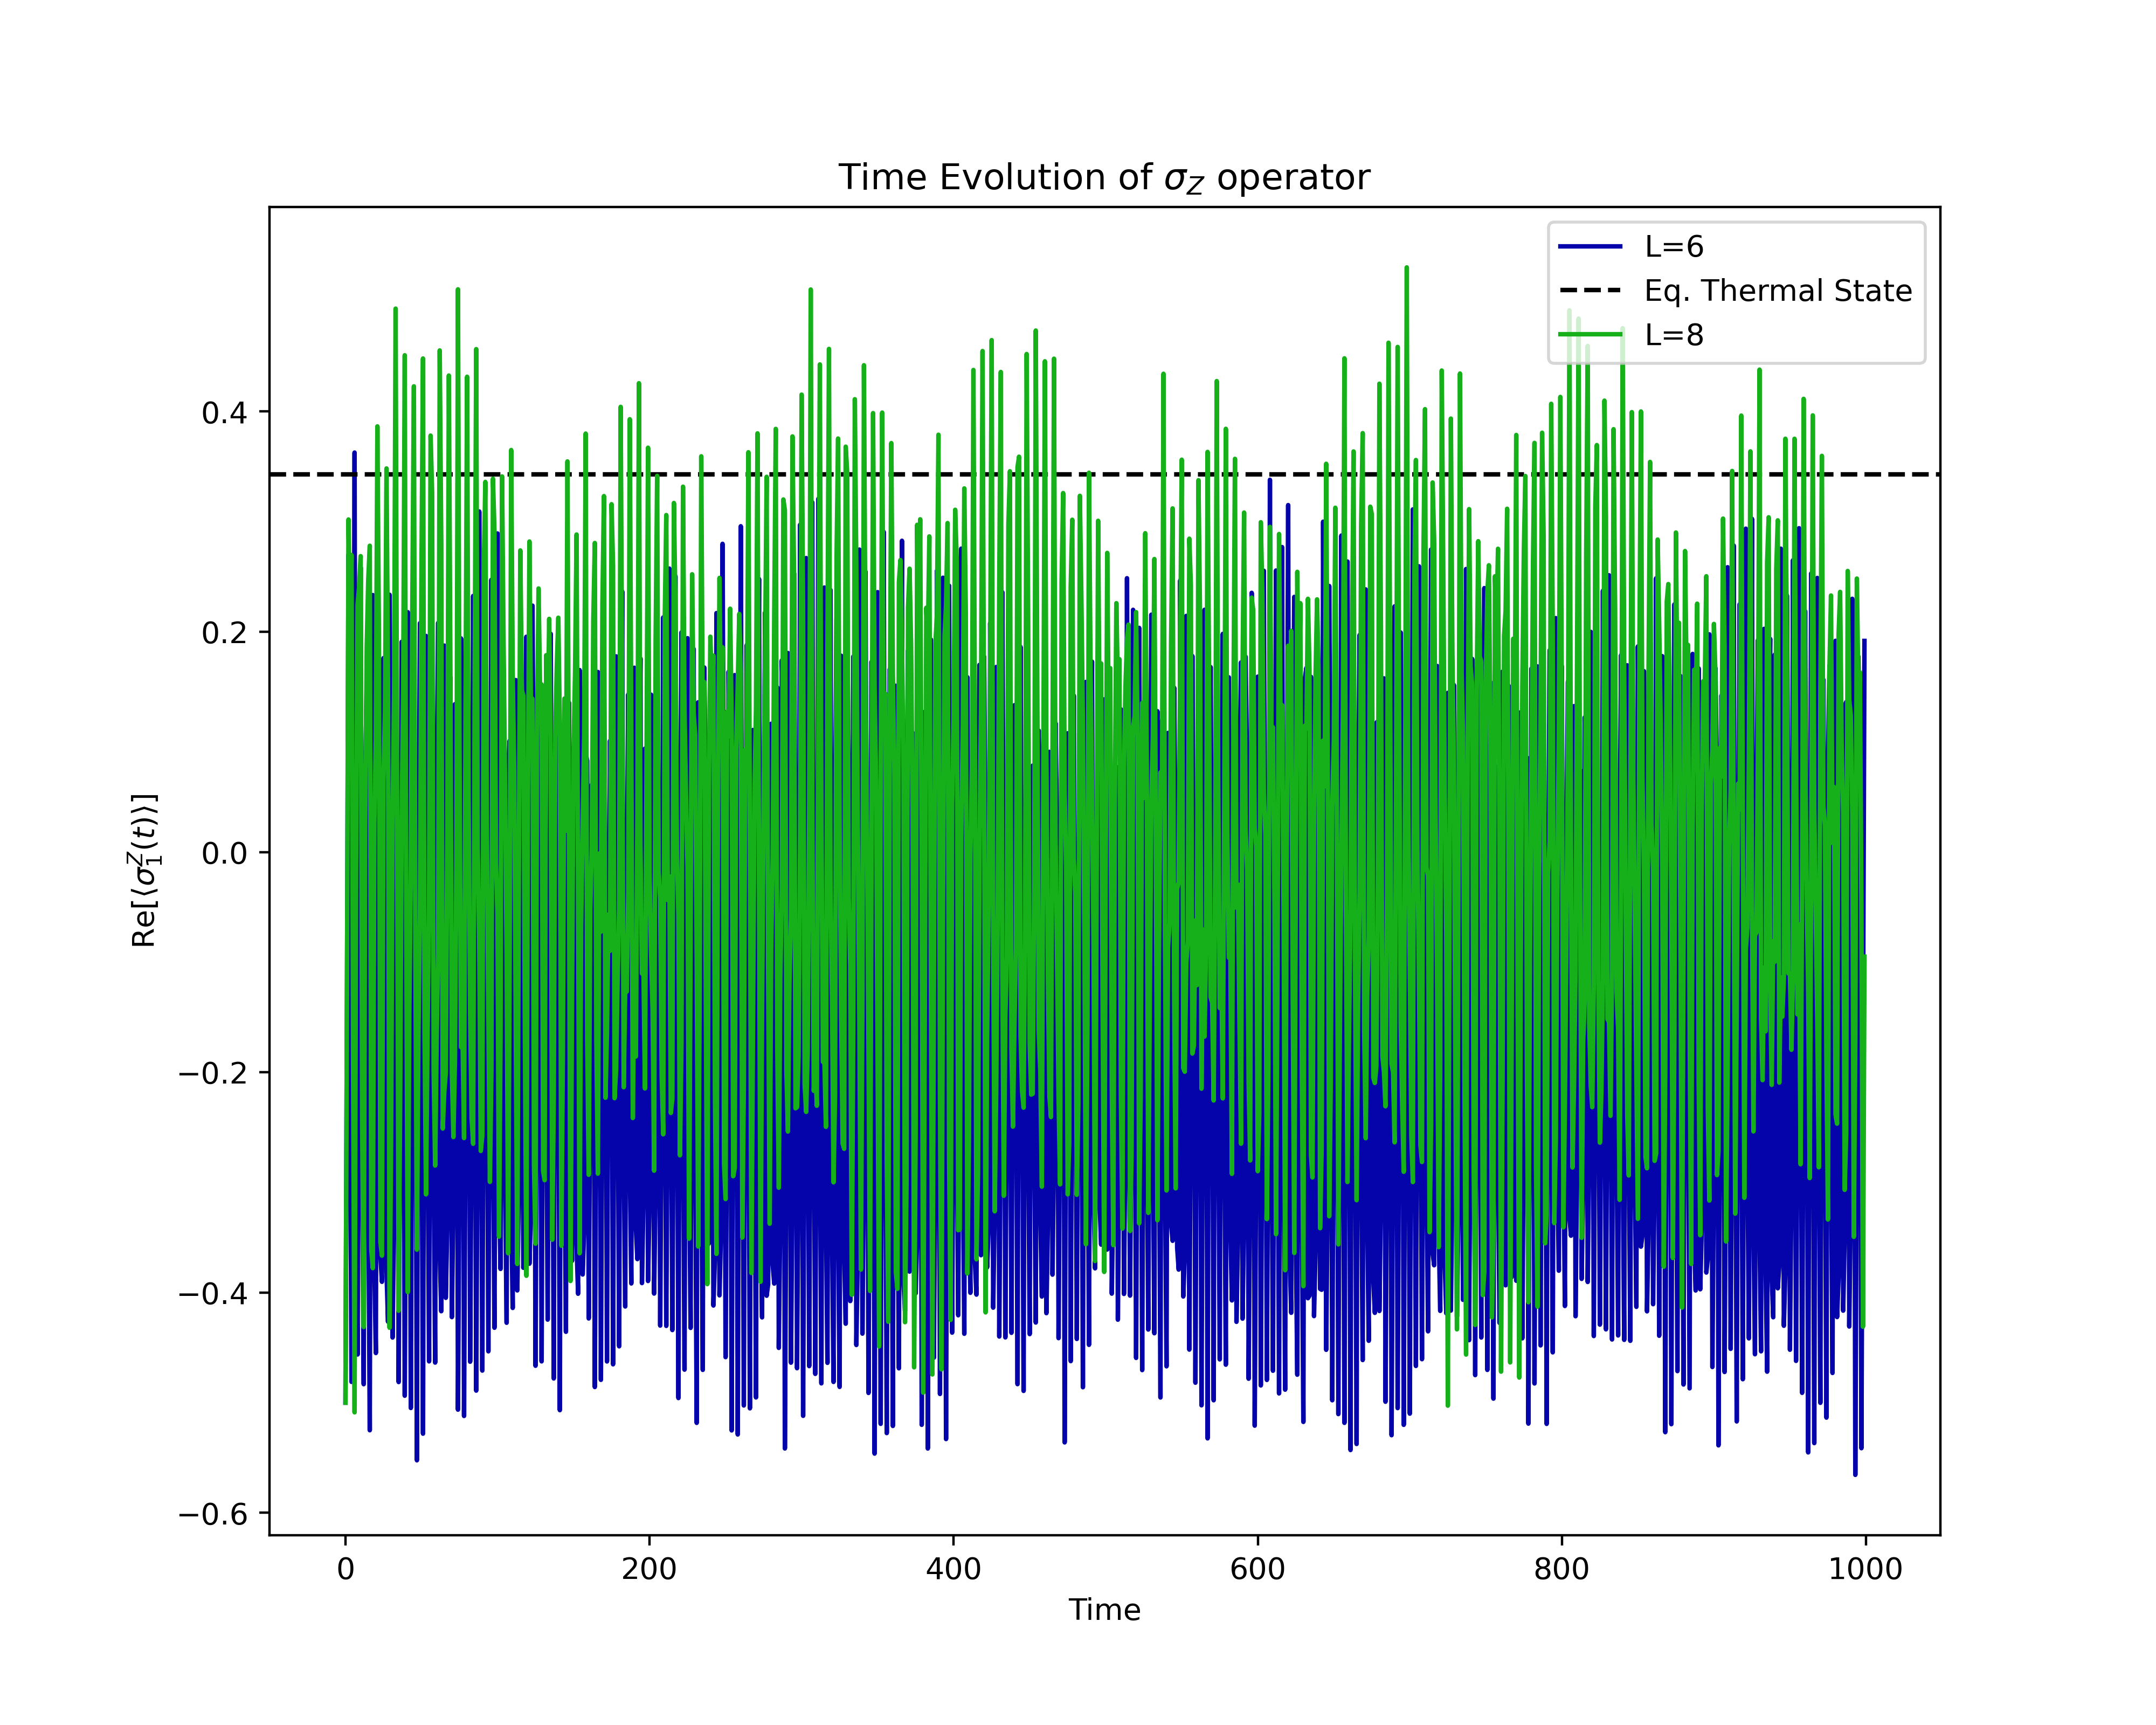 Time Evolution of σ_Z operator
L=6
Eq. Thermal State
L=8
0.4
0.2
0.0
−0.2
−0.4
−0.6
Re[⟨σ₁ᶻ(t)⟩]
0 200 400 600 800 1000
Time